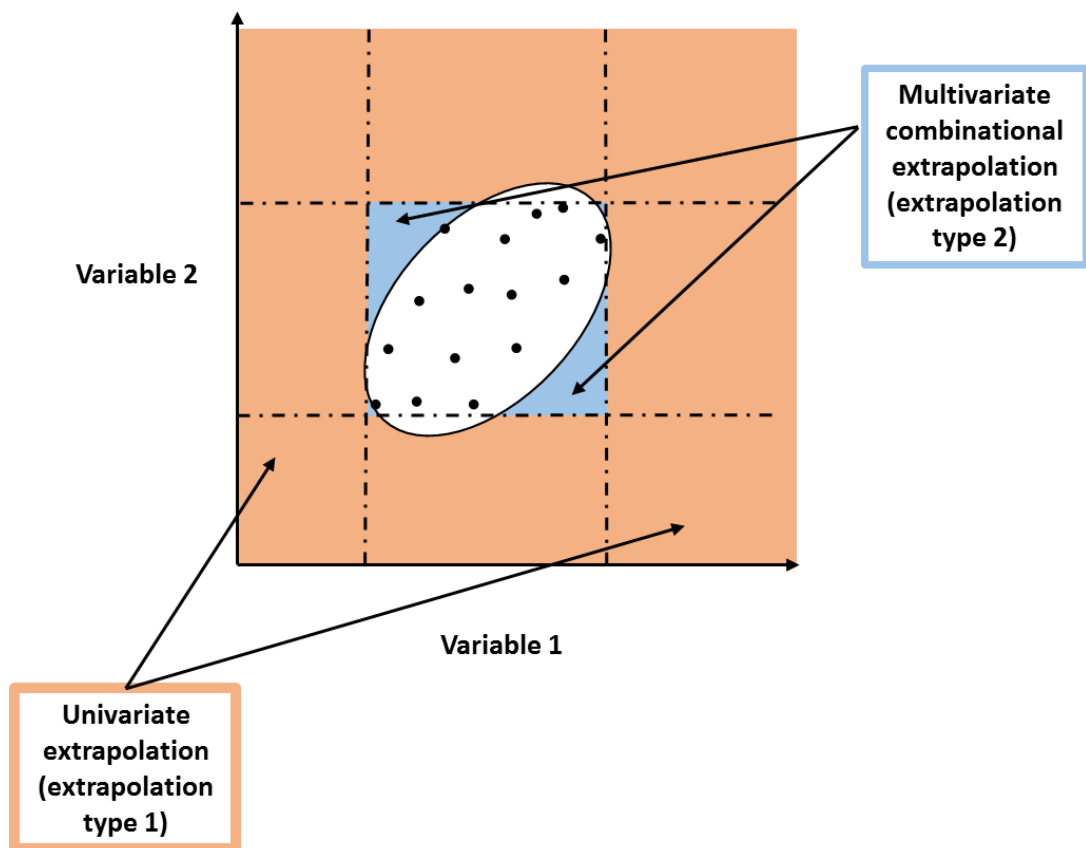 Multivariate
combinational
extrapolation
(extrapolation
type 2)
Variable 2
Variable 1
Univariate
extrapolation
(extrapolation
type 1)